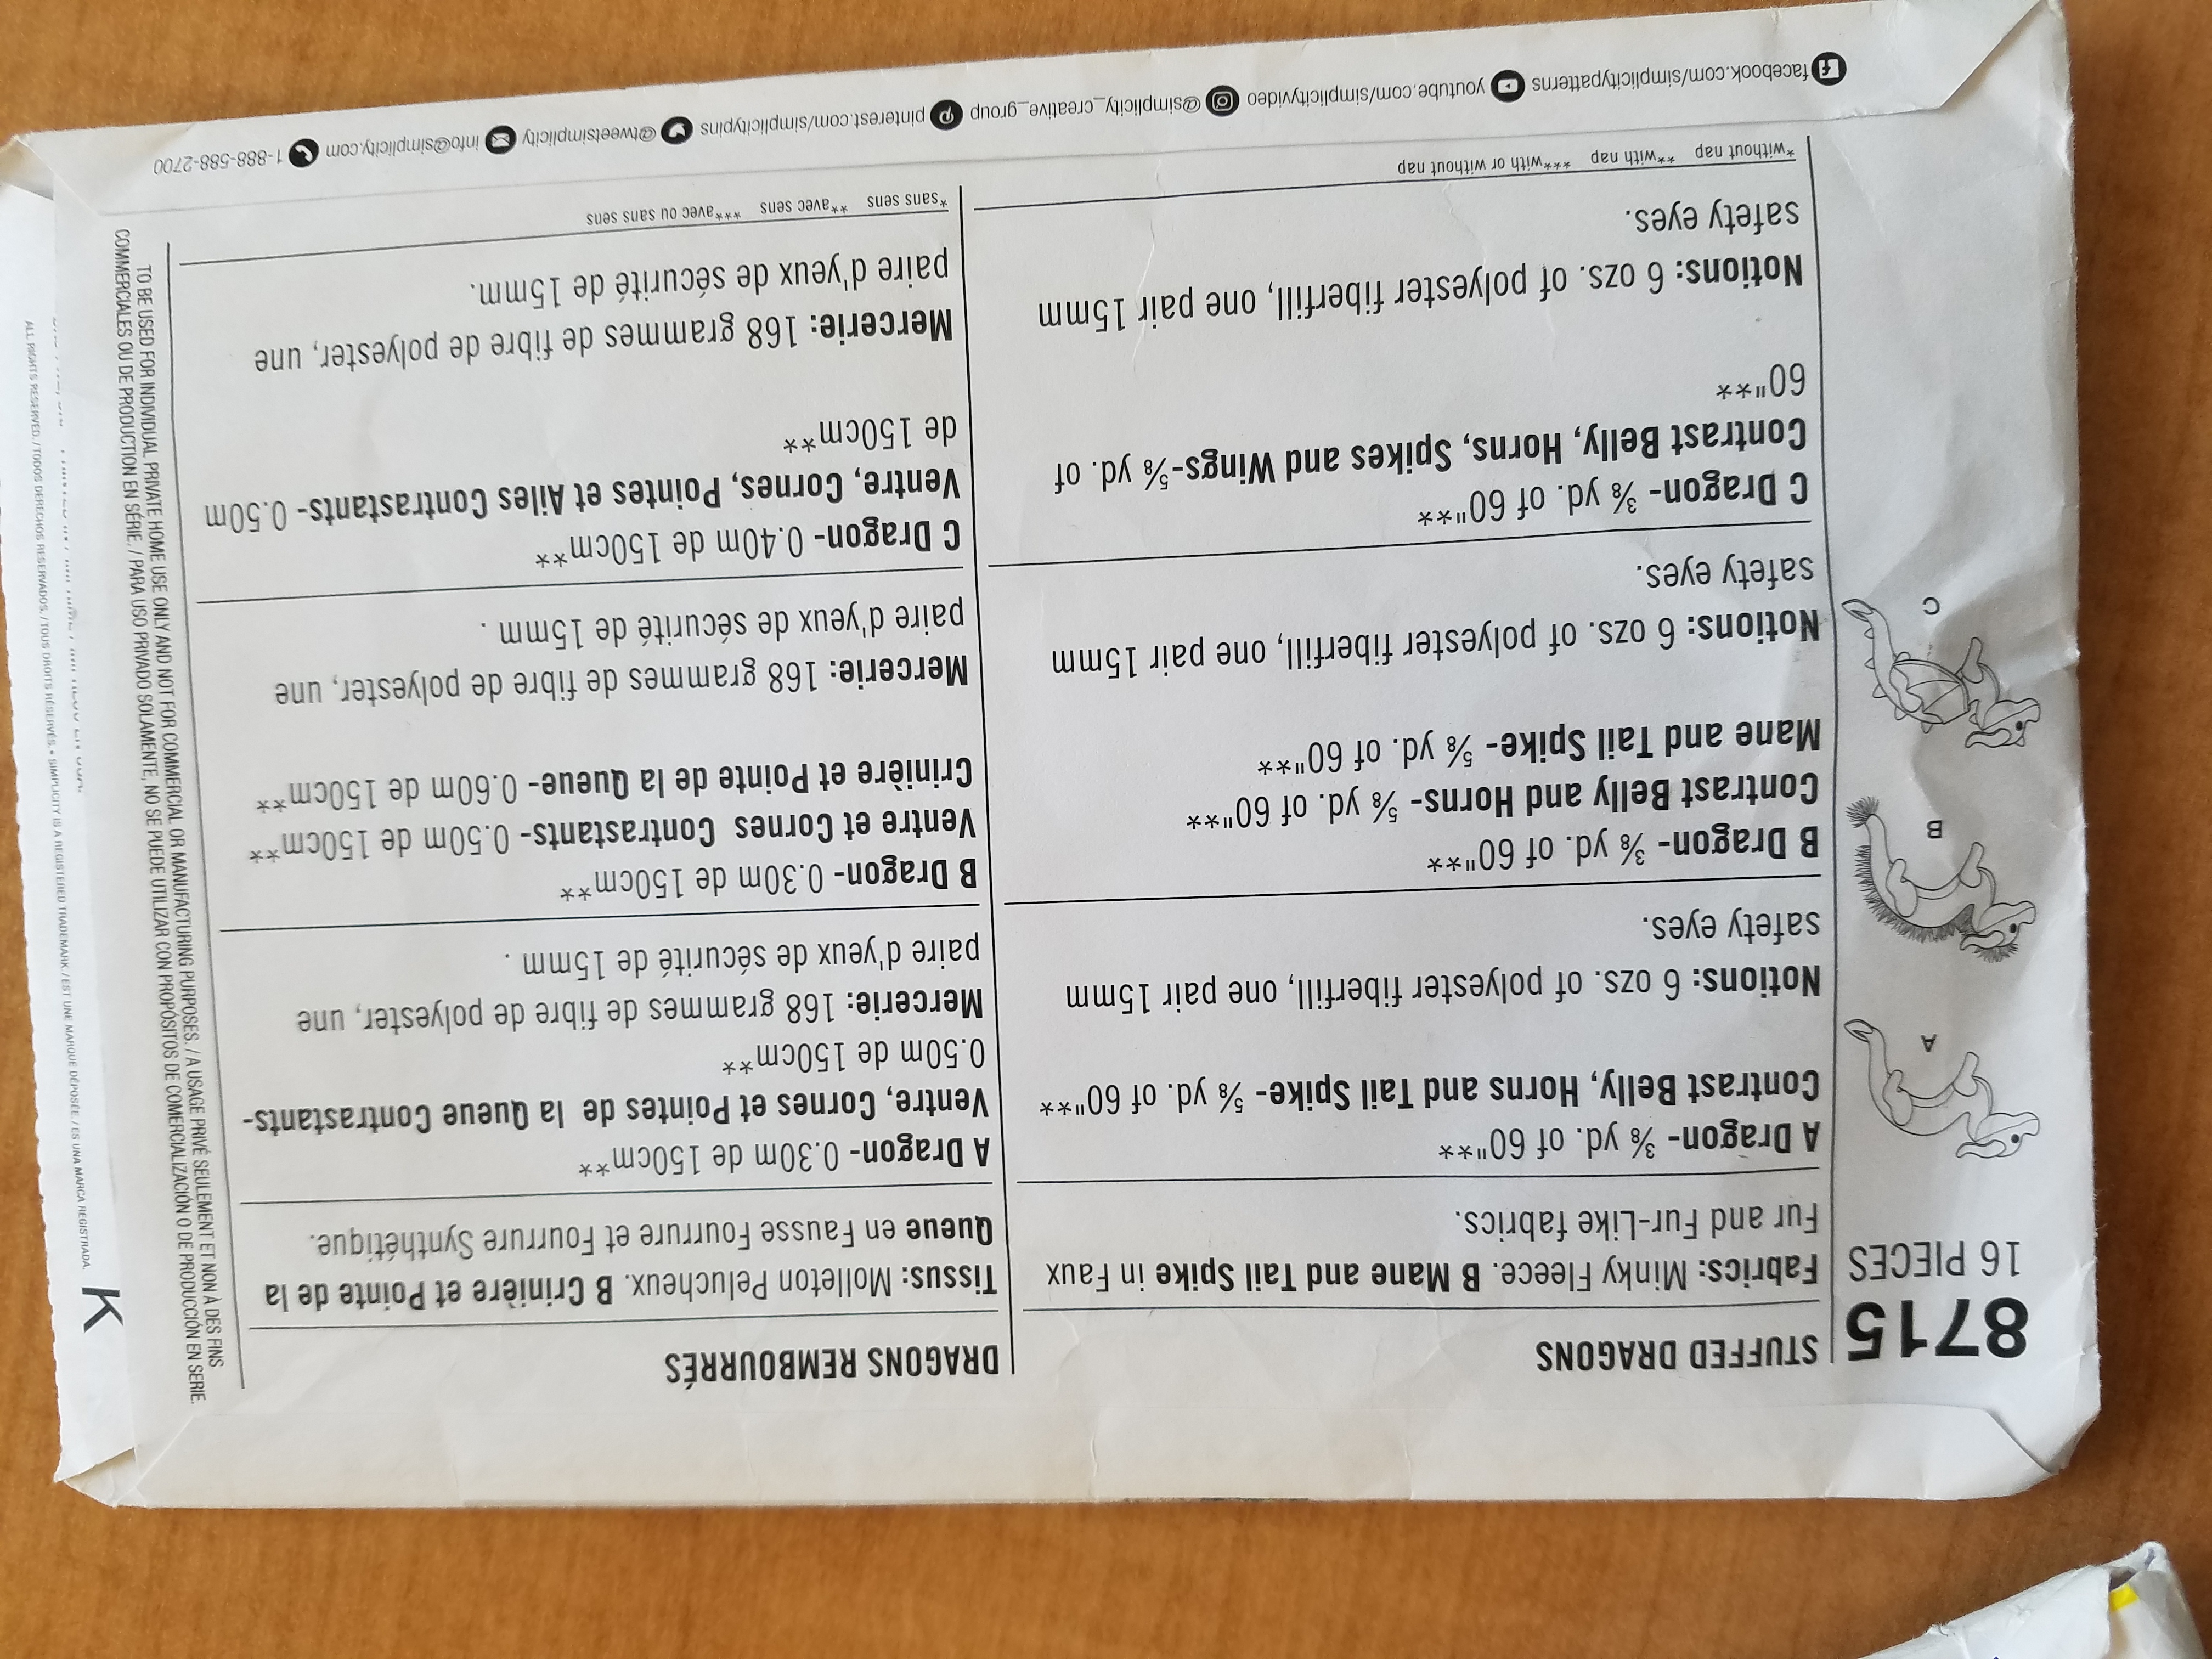 8715
16 PIECES
A
B
C
STUFFED DRAGONS
Fabrics: Minky Fleece. B Mane and Tail Spike in Faux
Fur and Fur-Like fabrics.
A Dragon- ⅜ yd. of 60"**
Contrast Belly, Horns and Tail Spike- ⅝ yd. of 60"**
Notions: 6 ozs. of polyester fiberfill, one pair 15mm
safety eyes.
B Dragon- ⅜ yd. of 60"**
Contrast Belly and Horns- ⅝ yd. of 60"**
Mane and Tail Spike- ⅝ yd. of 60"**
Notions: 6 ozs. of polyester fiberfill, one pair 15mm
safety eyes.
C Dragon- ⅜ yd. of 60"**
Contrast Belly, Horns, Spikes and Wings-⅝ yd. of
60"**
Notions: 6 ozs. of polyester fiberfill, one pair 15mm
safety eyes.
*without nap **with nap ***with or without nap
DRAGONS REMBOURRÉS
Tissus: Molleton Pelucheux. B Crinière et Pointe de la
Queue en Fausse Fourrure et Fourrure Synthétique.
A Dragon- 0.30m de 150cm**
Ventre, Cornes et Pointes de la Queue Contrastants-
0.50m de 150cm**
Mercerie: 168 grammes de fibre de polyester, une
paire d'yeux de sécurité de 15mm .
B Dragon- 0.30m de 150cm**
Ventre et Cornes Contrastants- 0.50m de 150cm**
Crinière et Pointe de la Queue- 0.60m de 150cm**
Mercerie: 168 grammes de fibre de polyester, une
paire d'yeux de sécurité de 15mm .
C Dragon- 0.40m de 150cm**
Ventre, Cornes, Pointes et Ailes Contrastants- 0.50m
de 150cm**
Mercerie: 168 grammes de fibre de polyester, une
paire d'yeux de sécurité de 15mm.
*sans sens **avec sens ***avec ou sans sens
facebook.com/simplicitypatterns youtube.com/simplicityvideo @simplicity_creative_group pinterest.com/simplicitypins @tweetsimplicity info@simplicity.com 1-888-588-2700
TO BE USED FOR INDIVIDUAL PRIVATE HOME USE ONLY AND NOT FOR COMMERCIAL OR MANUFACTURING PURPOSES. / A USAGE PRIVÉ SEULEMENT ET NON A DES FINS
COMMERCIALES OU DE PRODUCTION EN SÉRIE. / PARA USO PRIVADO SOLAMENTE, NO SE PUEDE UTILIZAR CON PROPÓSITOS DE COMERCIALIZACIÓN O DE PRODUCCIÓN EN SERIE.
K
ALL RIGHTS RESERVED. / TODOS DERECHOS RESERVADOS. / TOUS DROITS RÉSERVÉS. • SIMPLICITY IS A REGISTERED TRADEMARK / EST UNE MARQUE DÉPOSÉE / ES UNA MARCA REGISTRADA.